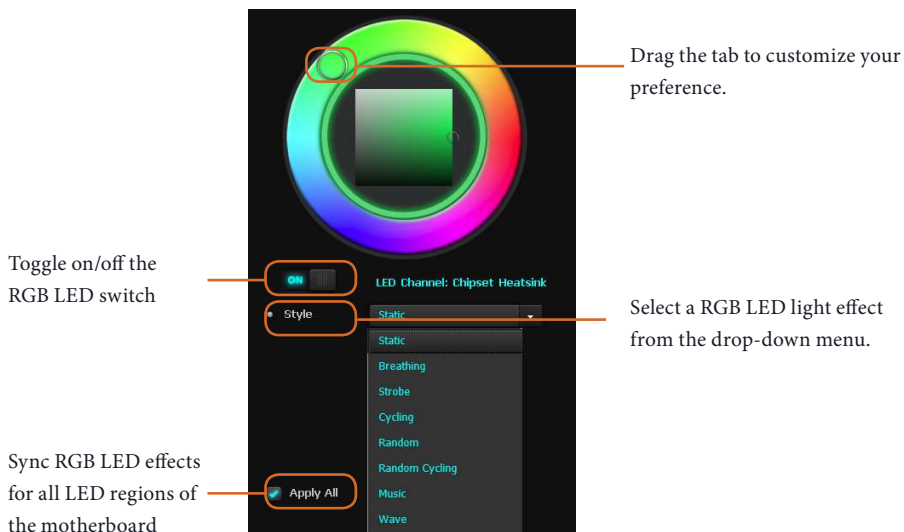 Drag the tab to customize your
preference.
Toggle on/off the
RGB LED switch
ON
LED Channel: Chipset Heatsink
Style
Static
Select a RGB LED light effect
from the drop-down menu.
Static
Breathing
Strobe
Cycling
Random
Random Cycling
Music
Wave
Sync RGB LED effects
for all LED regions of
the motherboard
Apply All